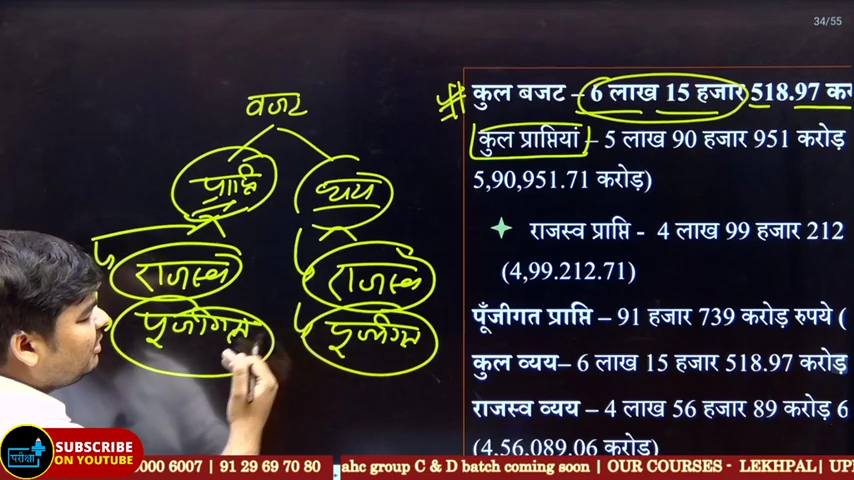 34/55
वजट
प्राप्ति
व्यय
राजस्व
राजस्व
पूंजीगत
पूंजीगत
# कुल बजट – 6 लाख 15 हजार 518.97 कर
कुल प्राप्तियां – 5 लाख 90 हजार 951 करोड़
5,90,951.71 करोड़)
राजस्व प्राप्ति - 4 लाख 99 हजार 212
(4,99.212.71)
पूँजीगत प्राप्ति – 91 हजार 739 करोड़ रुपये (
कुल व्यय– 6 लाख 15 हजार 518.97 करोड़
राजस्व व्यय – 4 लाख 56 हजार 89 करोड़ 6
(4,56,089.06 करोड़)
परीक्षा
SUBSCRIBE
ON YOUTUBE
0000 6007 | 91 29 69 70 80 | ahc group C & D batch coming soon | OUR COURSES - LEKHPAL| UP